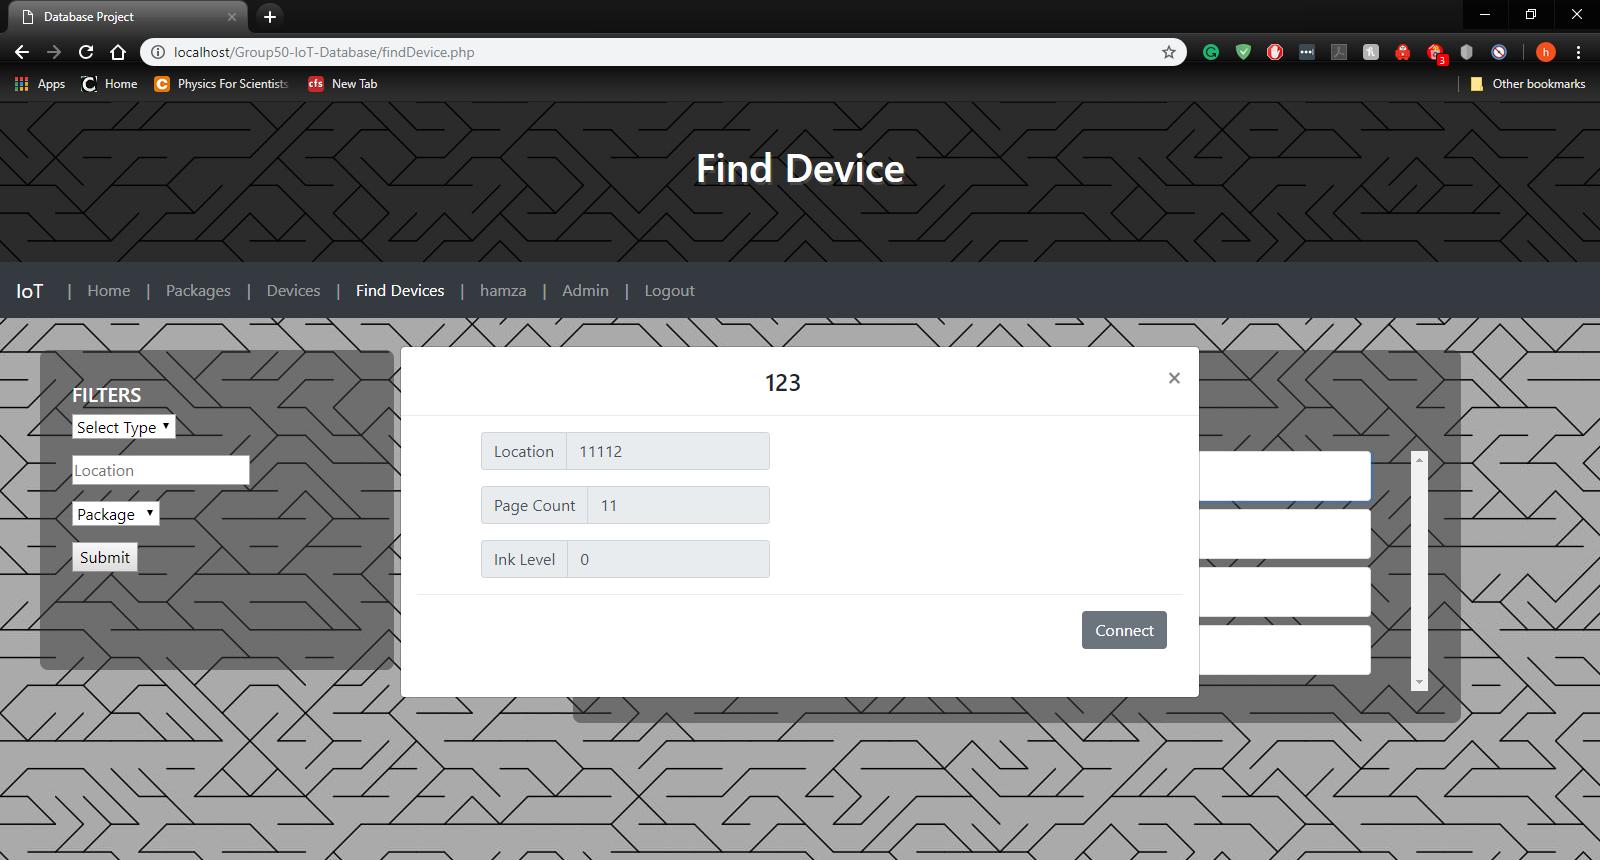 Database Project
localhost/Group50-IoT-Database/findDevice.php
3
h
Apps
Home
Physics For Scientists
cfs
New Tab
Other bookmarks
Find Device
IoT | Home | Packages | Devices | Find Devices | hamza | Admin | Logout
FILTERS
Select Type
Location
Package
Submit
123
×
Location 11112
Page Count 11
Ink Level 0
Connect